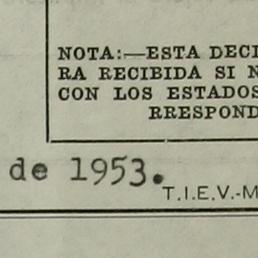 NOTA:—ESTA DECI
RA RECIBIDA SI N
CON LOS ESTADOS
RRESPOND
de 1953.
T.I.E.V.-M